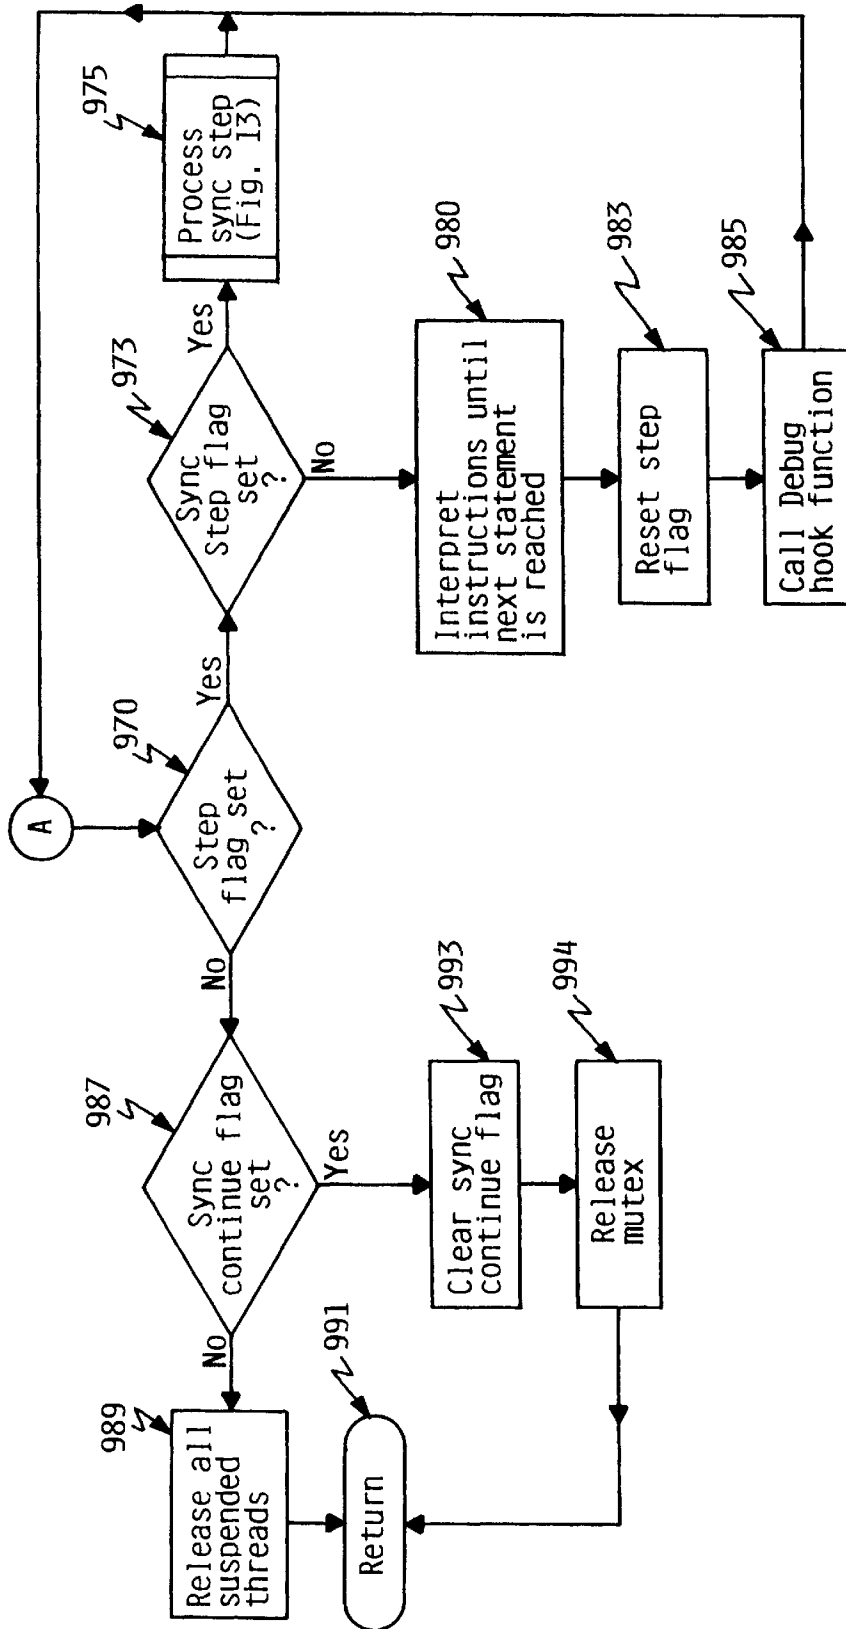 A
970
Step
flag set
?
Yes
No
973
Sync
Step flag
set
?
Yes
No
975
Process
sync step
(Fig. 13)
980
Interpret
instructions until
next statement
is reached
983
Reset step
flag
985
Call Debug
hook function
987
Sync
continue flag
set
?
No
Yes
989
Release all
suspended
threads
991
Return
993
Clear sync
continue flag
994
Release
mutex